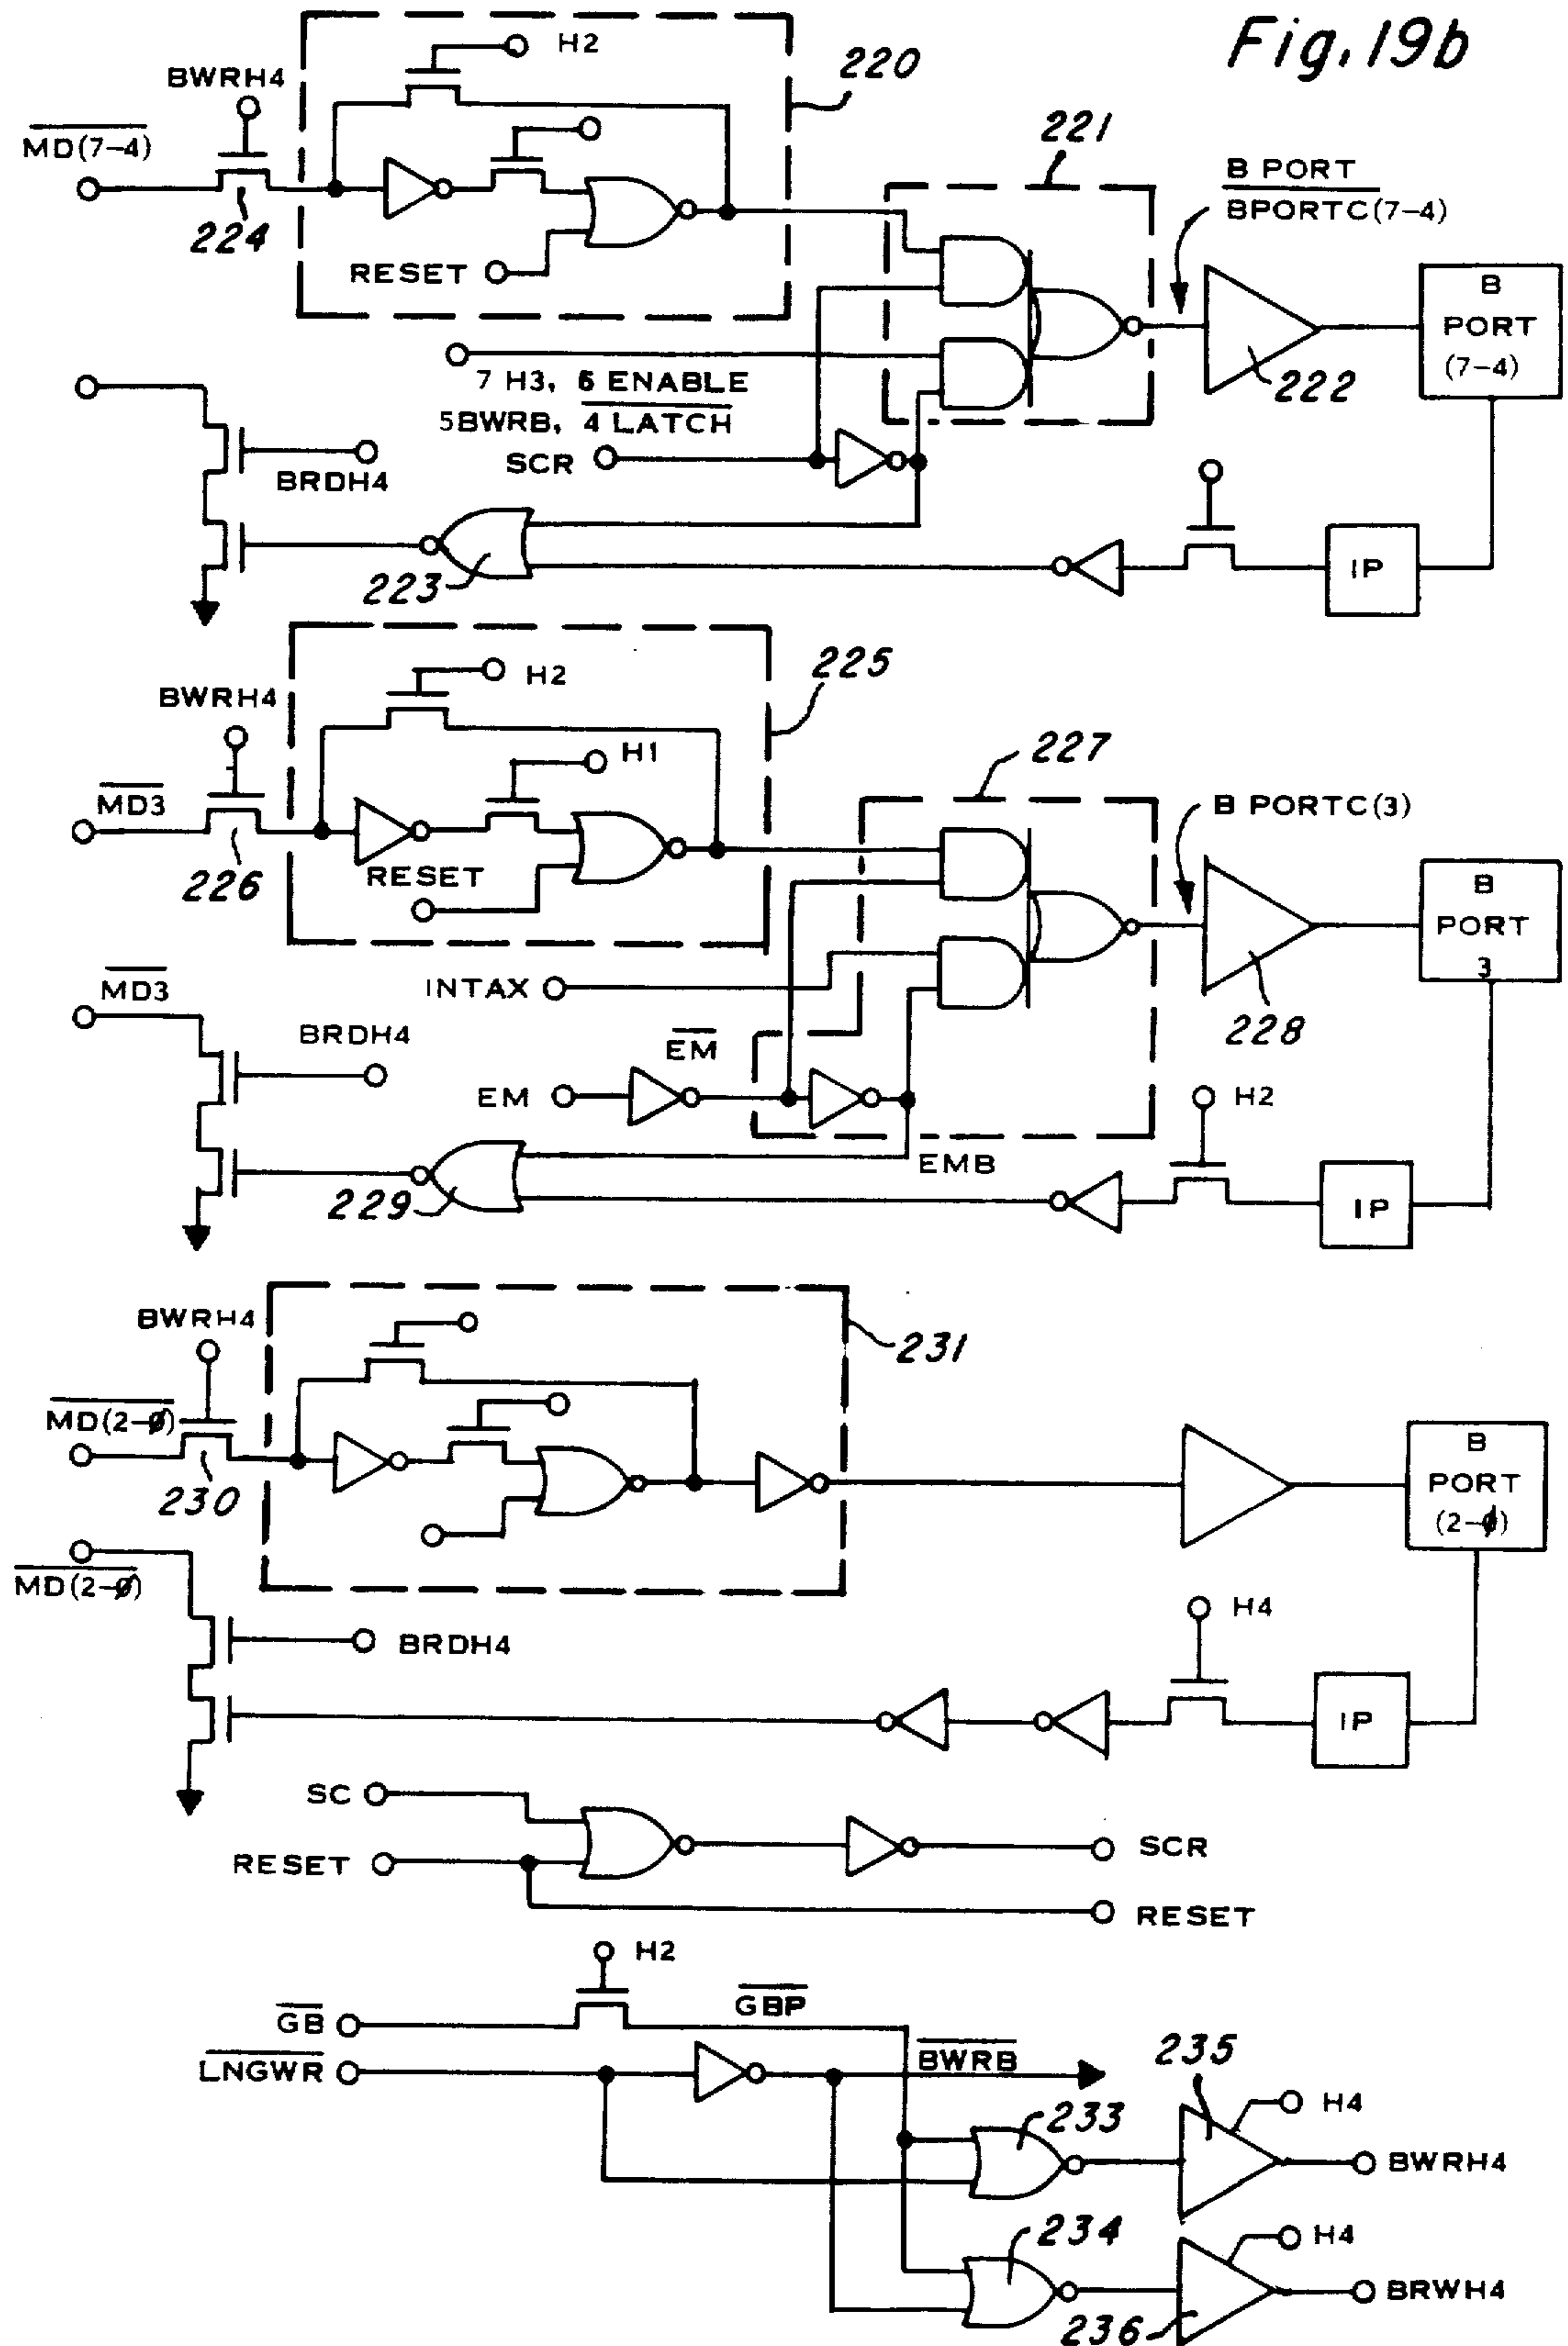 Fig. 19b
H2
220
BWRH4
MD(7-4)
224
RESET
221
B PORT
BPORTC(7-4)
B
PORT
(7-4)
222
7 H3, 6 ENABLE
5BWRB, 4 LATCH
SCR
BRDH4
223
IP
H2
225
BWRH4
H1
MD3
226
RESET
227
B PORTC(3)
B
PORT
3
228
INTAX
MD3
BRDH4
EM
EM
EMB
H2
229
IP
BWRH4
231
MD(2-Ø)
230
B
PORT
(2-Ø)
MD(2-Ø)
BRDH4
H4
IP
SC
RESET
SCR
RESET
H2
GB
GBP
LNGWR
BWRB
235
H4
233
BWRH4
234
H4
BRWH4
236